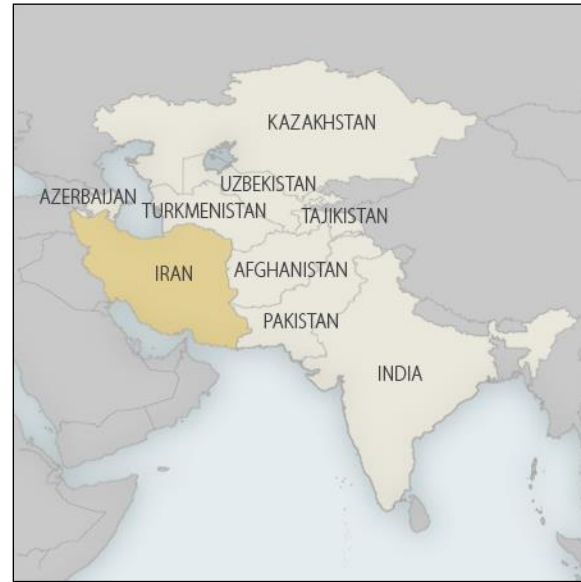 KAZAKHSTAN
UZBEKISTAN
AZERBAIJAN
TURKMENISTAN
TAJIKISTAN
IRAN
AFGHANISTAN
PAKISTAN
INDIA